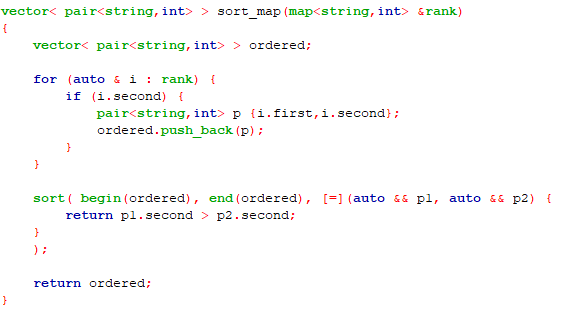 vector< pair<string,int> > sort_map(map<string,int> &rank)
{
    vector< pair<string,int> > ordered;

    for (auto & i : rank) {
        if (i.second) {
            pair<string,int> p {i.first,i.second};
            ordered.push_back(p);
        }
    }

    sort( begin(ordered), end(ordered), [=](auto && p1, auto && p2) {
        return p1.second > p2.second;
    }
    );

    return ordered;
}